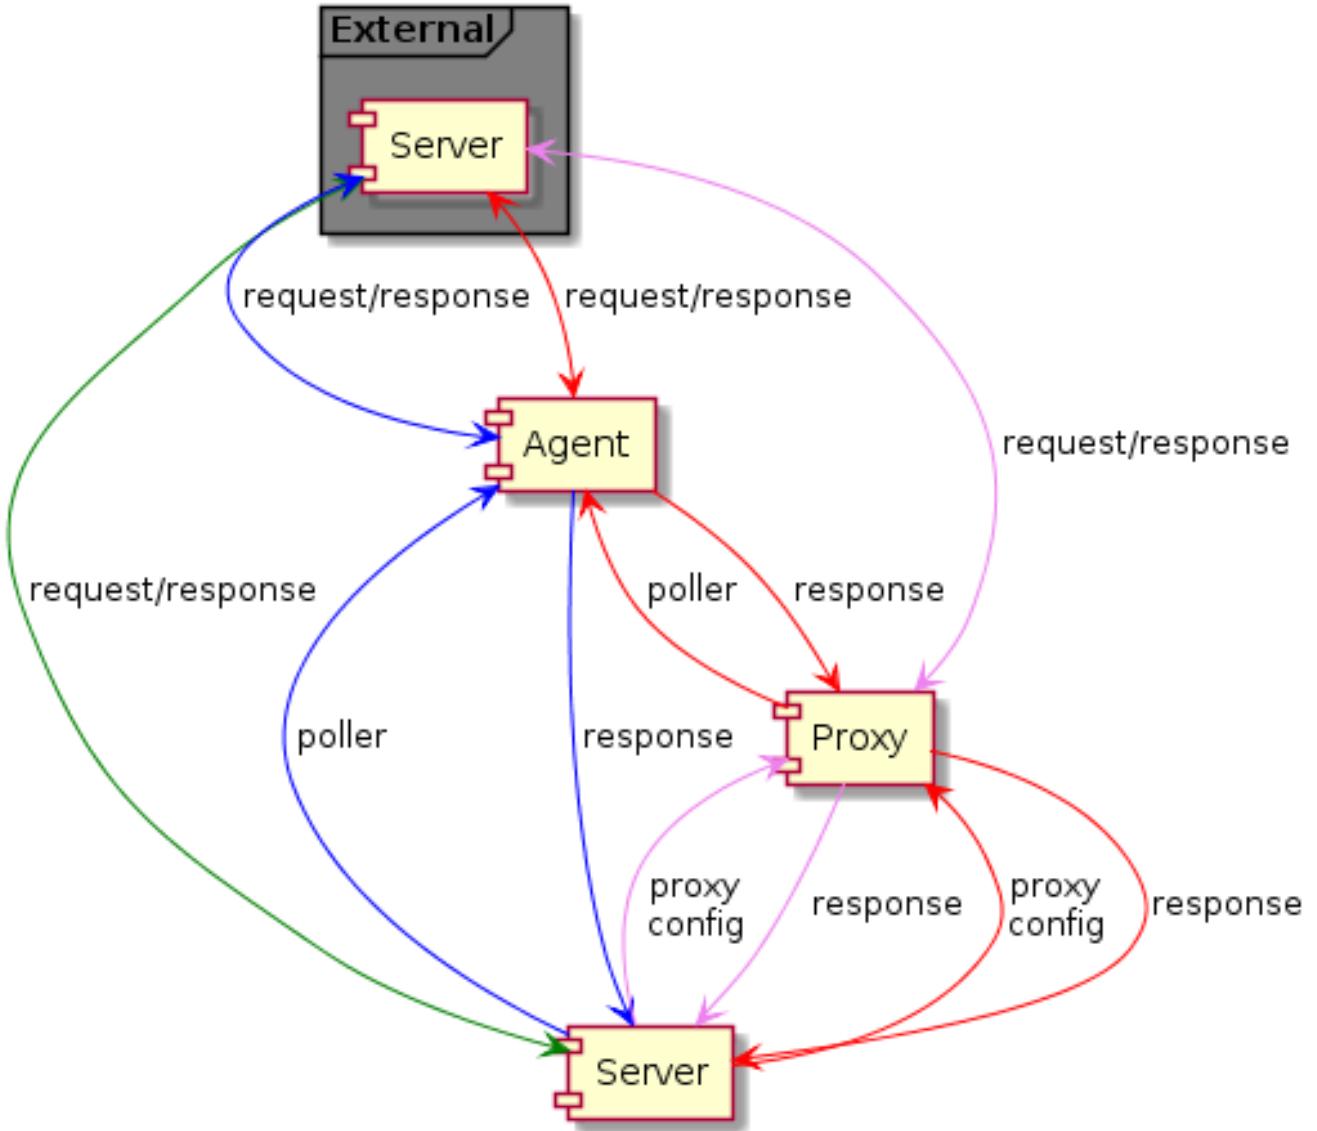 External
Server
request/response
request/response
request/response
Agent
request/response
poller
response
poller
response
Proxy
proxy
config
response
proxy
config
response
Server